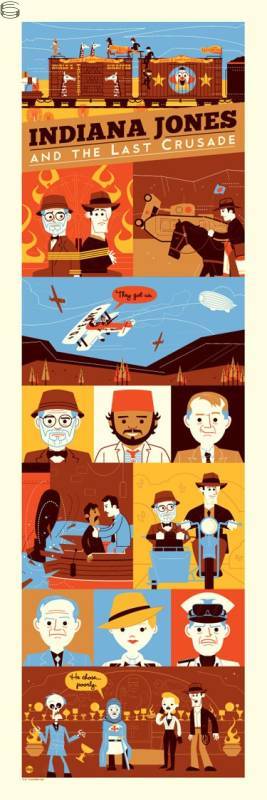 INDIANA JONES
AND THE LAST CRUSADE
They got us.
He chose...
poorly.